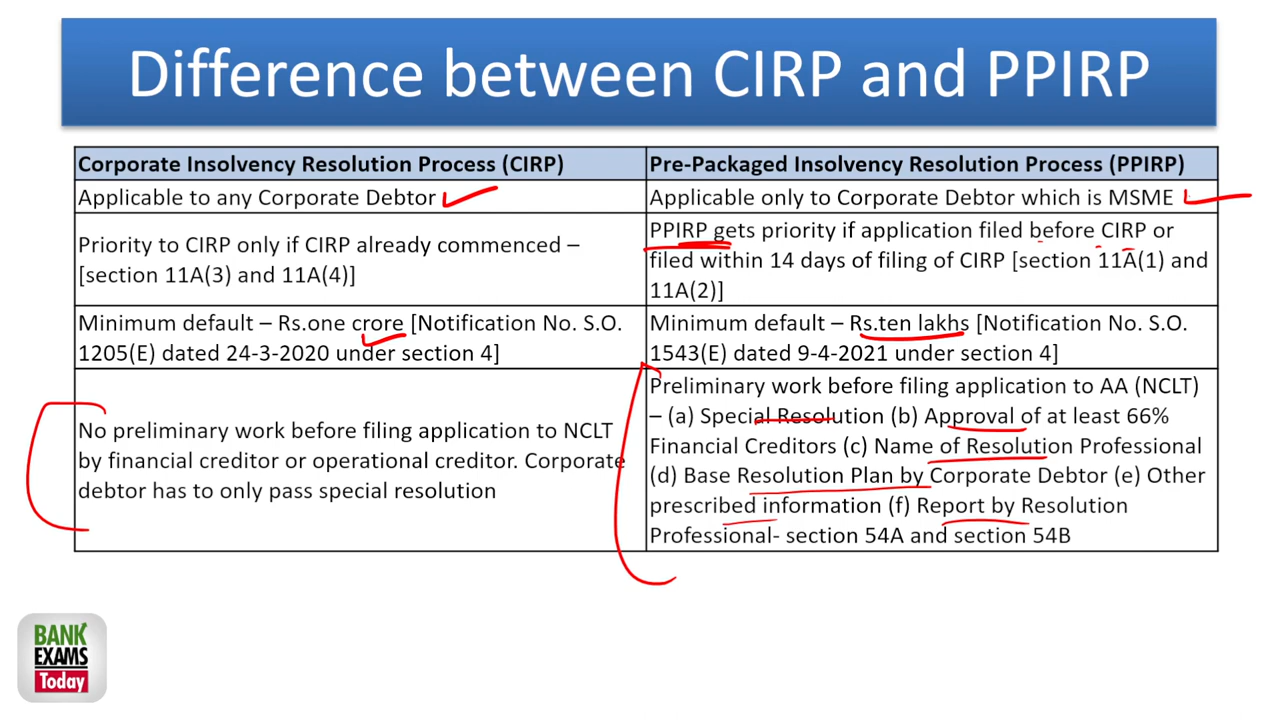 Difference between CIRP and PPIRP
Corporate Insolvency Resolution Process (CIRP)
Pre-Packaged Insolvency Resolution Process (PPIRP)
Applicable to any Corporate Debtor
Applicable only to Corporate Debtor which is MSME
Priority to CIRP only if CIRP already commenced –
[section 11A(3) and 11A(4)]
PPIRP gets priority if application filed before CIRP or
filed within 14 days of filing of CIRP [section 11A(1) and
11A(2)]
Minimum default – Rs.one crore [Notification No. S.O.
1205(E) dated 24-3-2020 under section 4]
Minimum default – Rs.ten lakhs [Notification No. S.O.
1543(E) dated 9-4-2021 under section 4]
No preliminary work before filing application to NCLT
by financial creditor or operational creditor. Corporate
debtor has to only pass special resolution
Preliminary work before filing application to AA (NCLT)
– (a) Special Resolution (b) Approval of at least 66%
Financial Creditors (c) Name of Resolution Professional
(d) Base Resolution Plan by Corporate Debtor (e) Other
prescribed information (f) Report by Resolution
Professional- section 54A and section 54B
BANK
EXAMS
Today